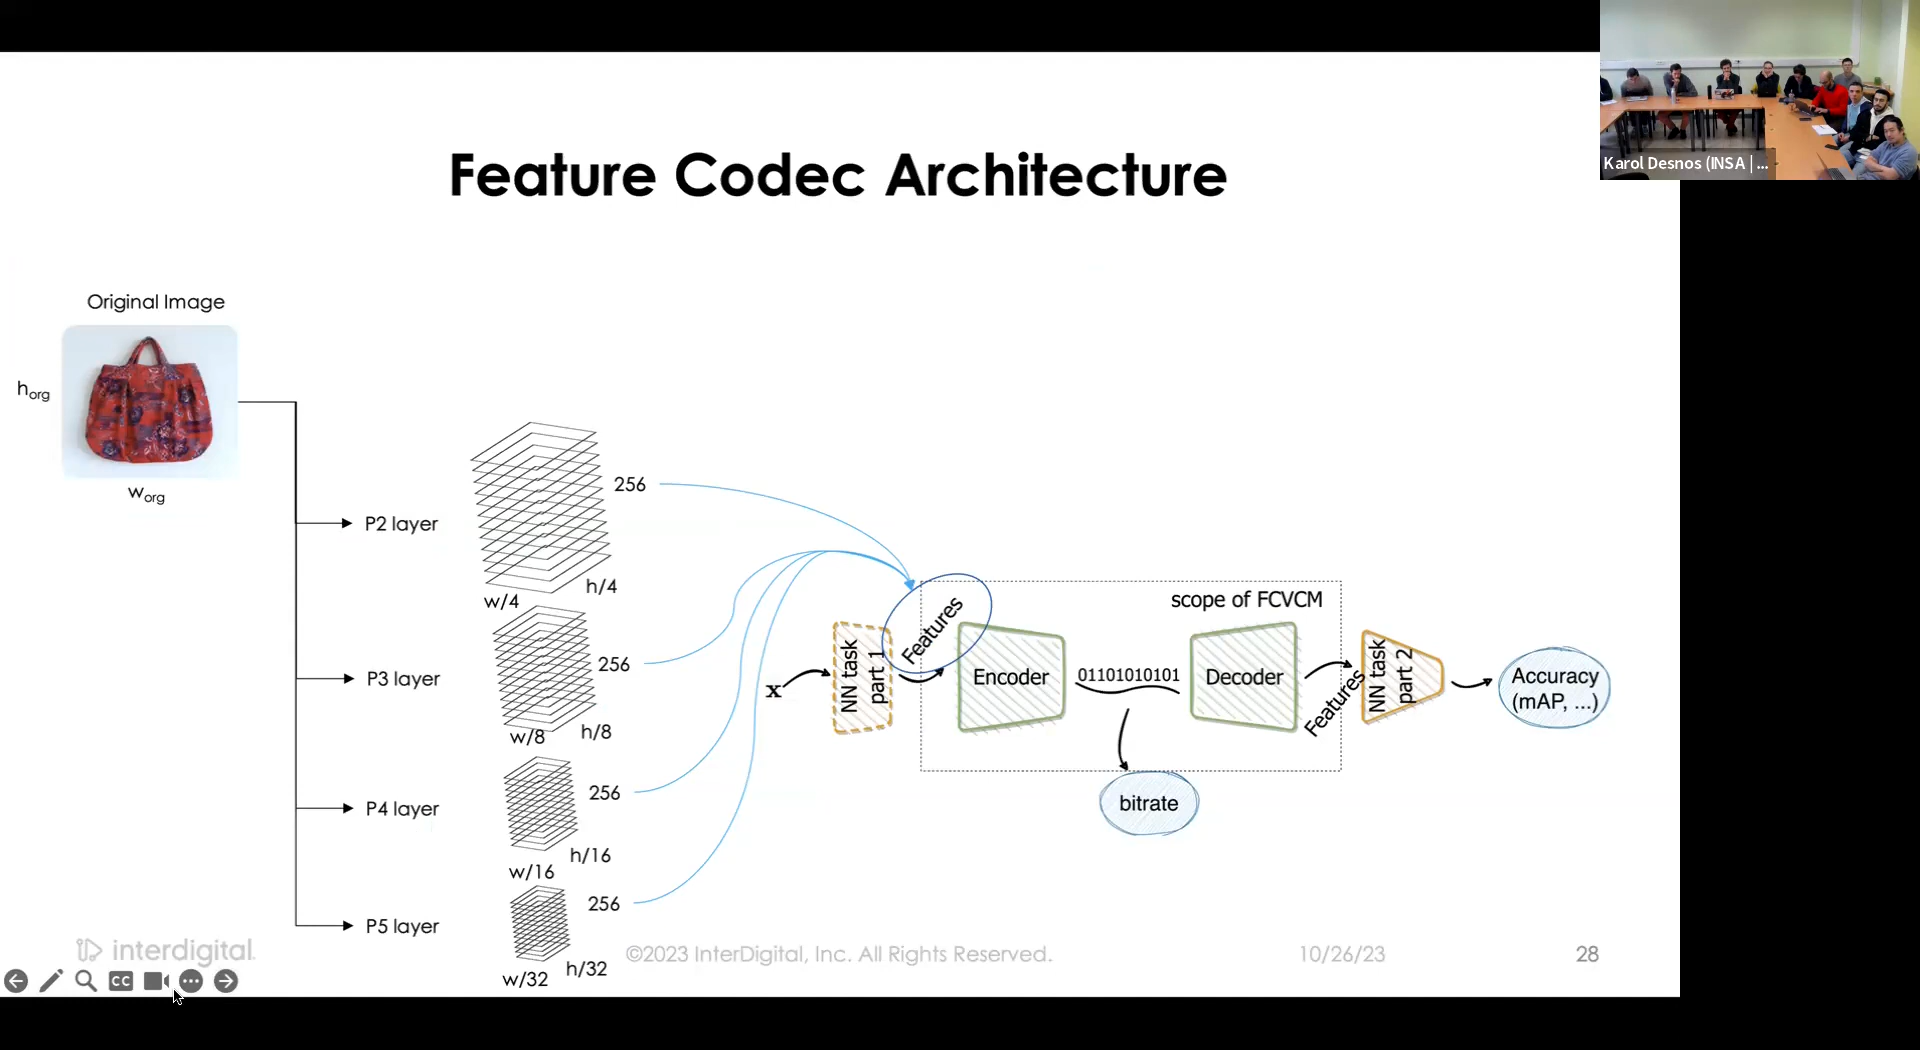 Karol Desnos (INSA | ...
Feature Codec Architecture
Original Image
horg
worg
P2 layer
256
w/4
h/4
P3 layer
256
w/8
h/8
P4 layer
256
w/16
h/16
P5 layer
256
w/32
h/32
scope of FCVCM
x
NN task
part 1
Features
Encoder
01101010101
Decoder
Features
NN task
part 2
Accuracy
(mAP, ...)
bitrate
interdigital
©2023 InterDigital, Inc. All Rights Reserved.
10/26/23
28
CC